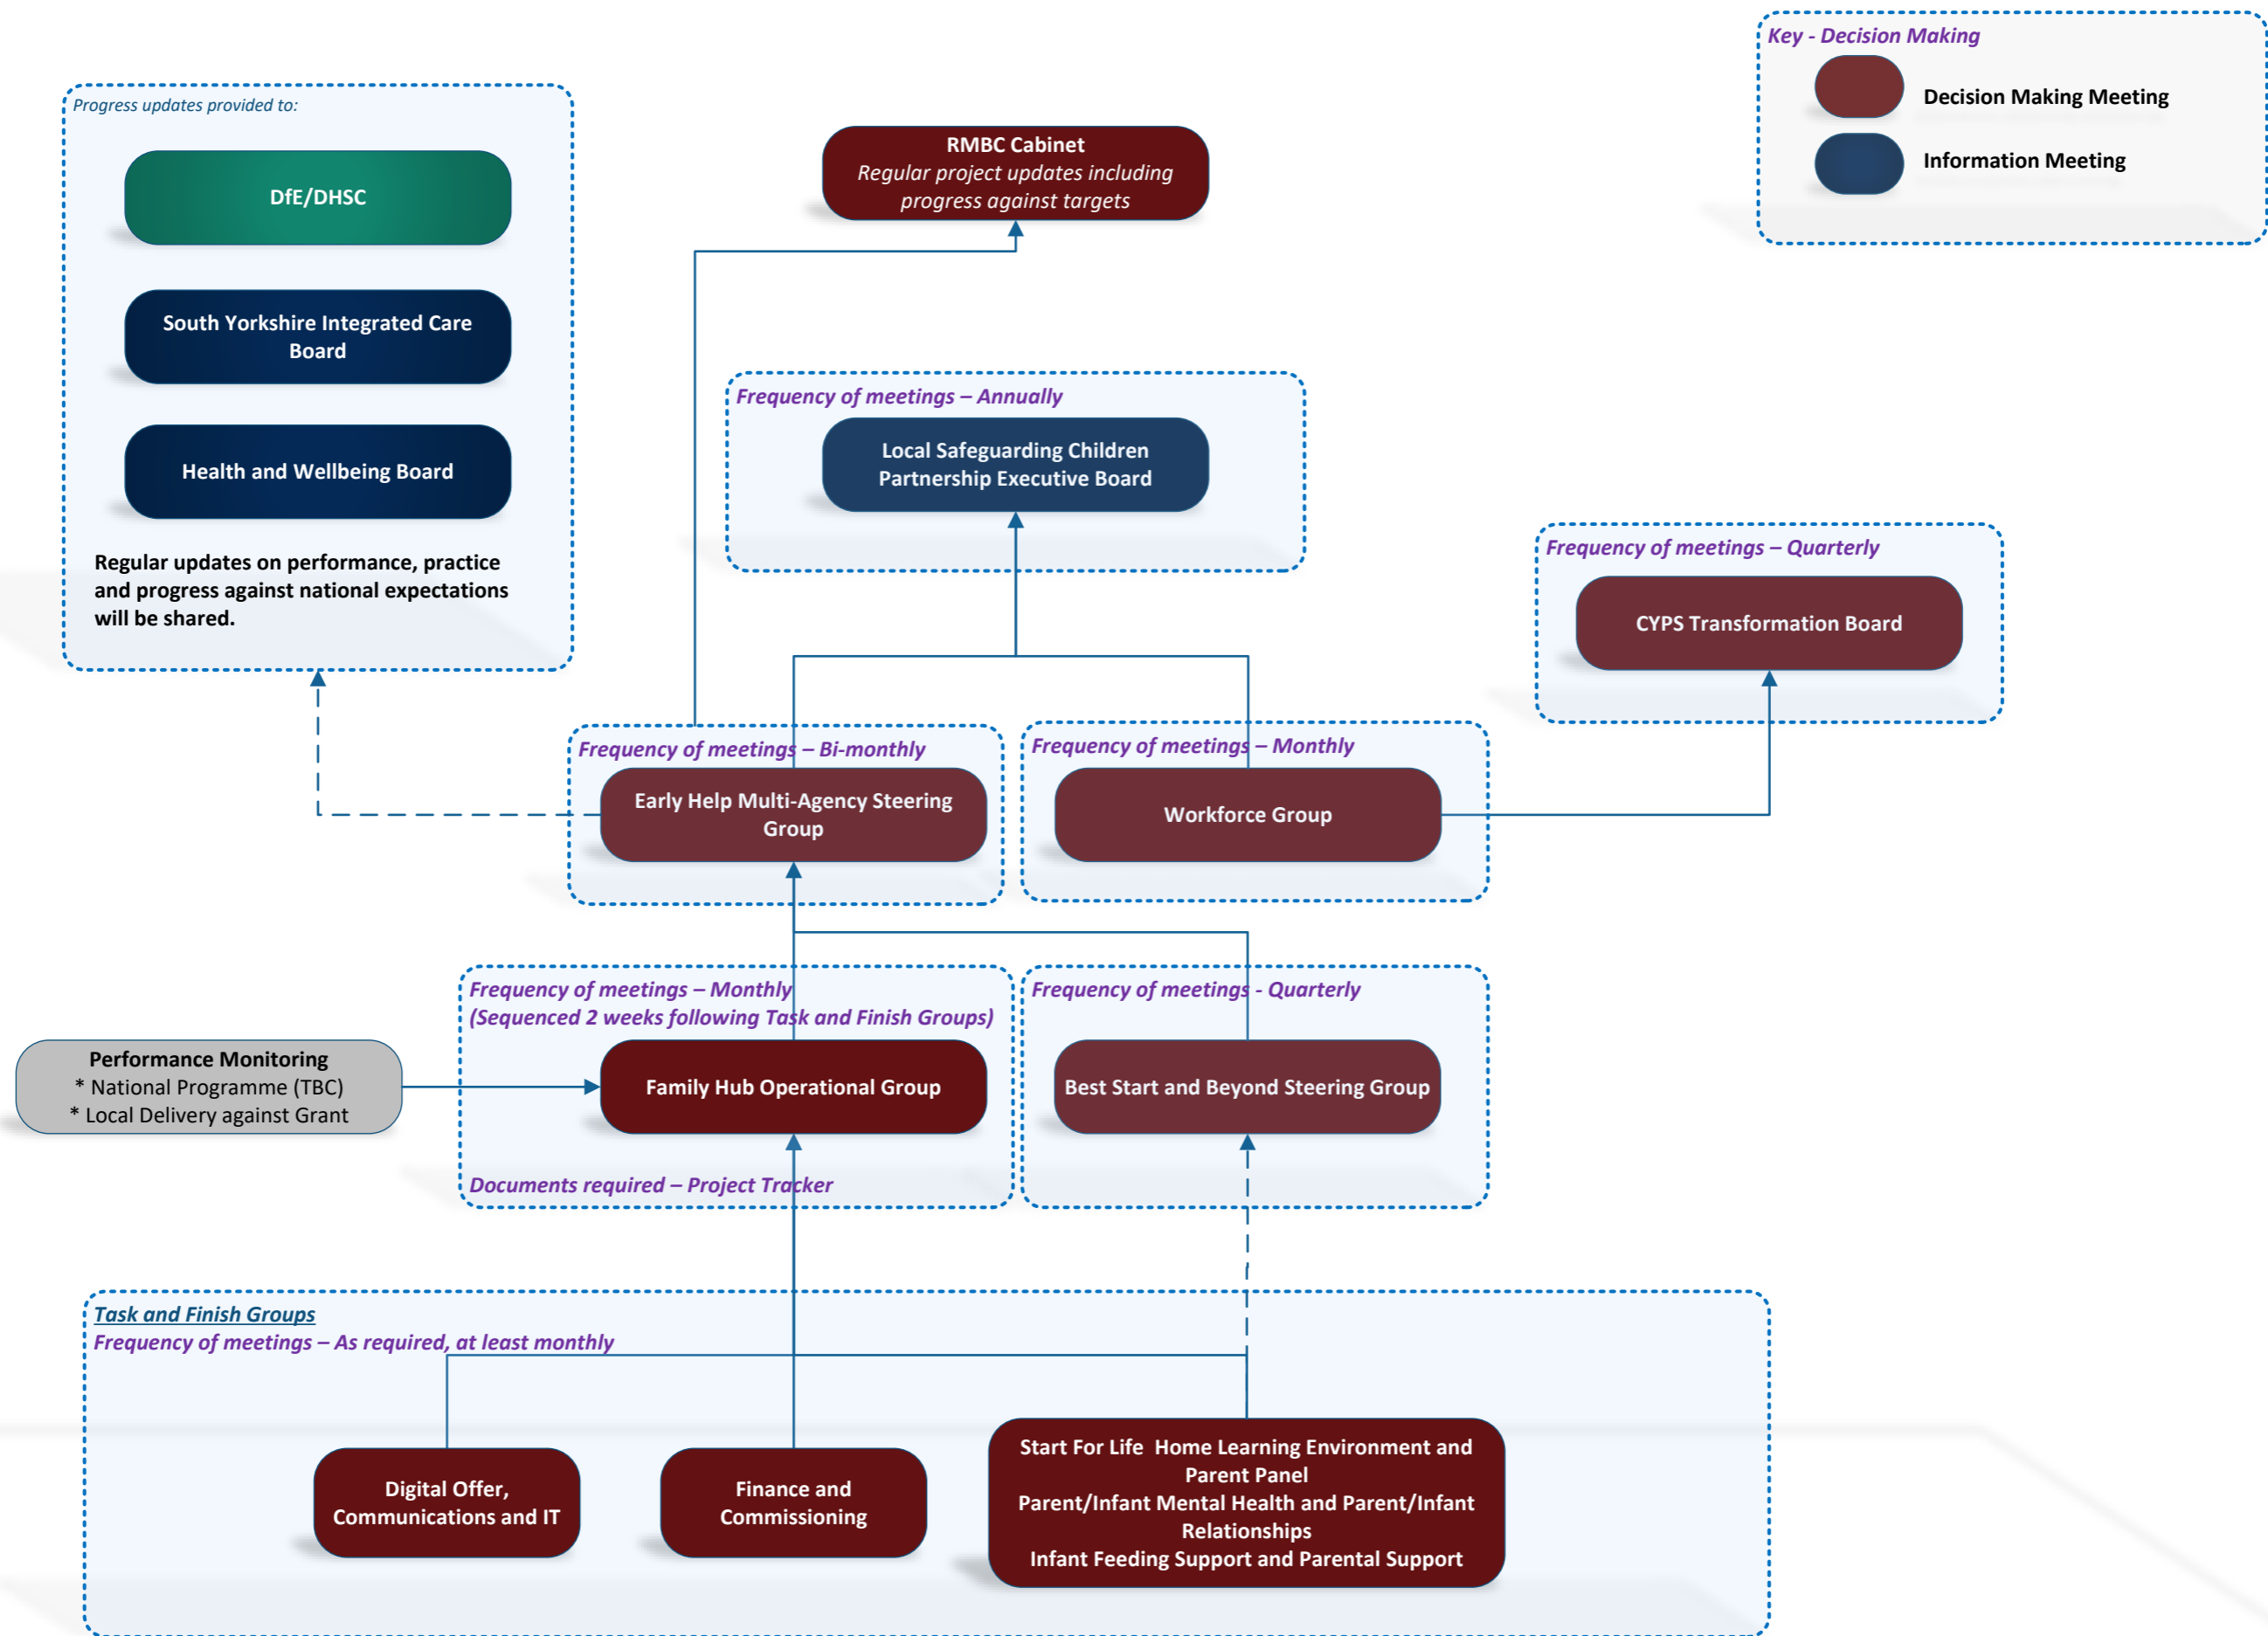 Key - Decision Making
Decision Making Meeting
Information Meeting
Progress updates provided to:
DfE/DHSC
South Yorkshire Integrated Care
Board
Health and Wellbeing Board
Regular updates on performance, practice
and progress against national expectations
will be shared.
RMBC Cabinet
Regular project updates including
progress against targets
Frequency of meetings – Annually
Local Safeguarding Children
Partnership Executive Board
Frequency of meetings – Quarterly
CYPS Transformation Board
Frequency of meetings – Bi-monthly
Early Help Multi-Agency Steering
Group
Frequency of meetings – Monthly
Workforce Group
Frequency of meetings – Monthly
(Sequenced 2 weeks following Task and Finish Groups)
Family Hub Operational Group
Documents required – Project Tracker
Frequency of meetings - Quarterly
Best Start and Beyond Steering Group
Performance Monitoring
* National Programme (TBC)
* Local Delivery against Grant
Task and Finish Groups
Frequency of meetings – As required, at least monthly
Digital Offer,
Communications and IT
Finance and
Commissioning
Start For Life  Home Learning Environment and
Parent Panel
Parent/Infant Mental Health and Parent/Infant
Relationships
Infant Feeding Support and Parental Support